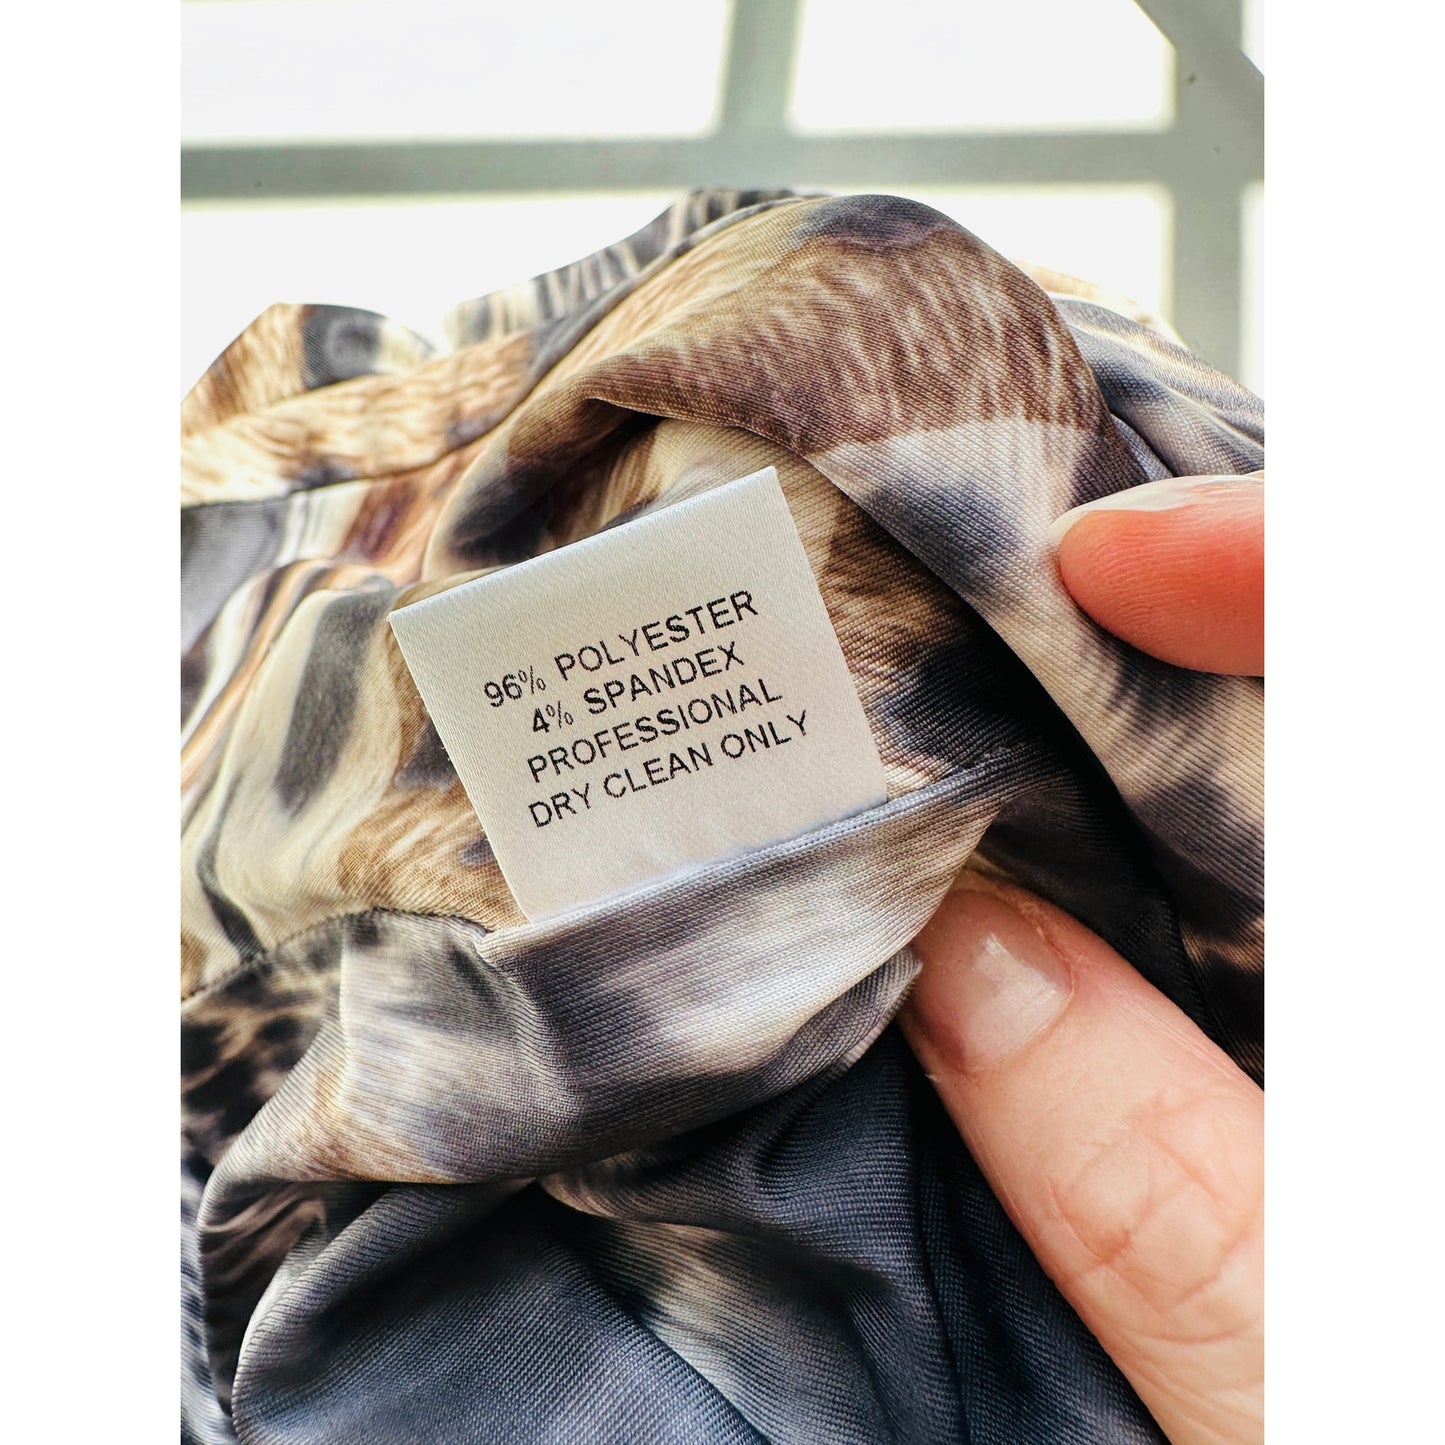 96% POLYESTER
4% SPANDEX
PROFESSIONAL
DRY CLEAN ONLY